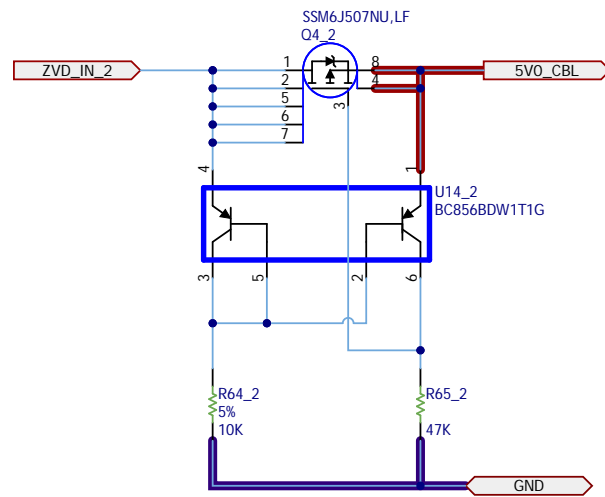 SSM6J507NU,LF
Q4_2
ZVD_IN_2
1
2
5
6
7
8
4
3
5V0_CBL
4
1
U14_2
BC856BDW1T1G
3
5
2
6
R64_2
5%
10K
R65_2
47K
GND